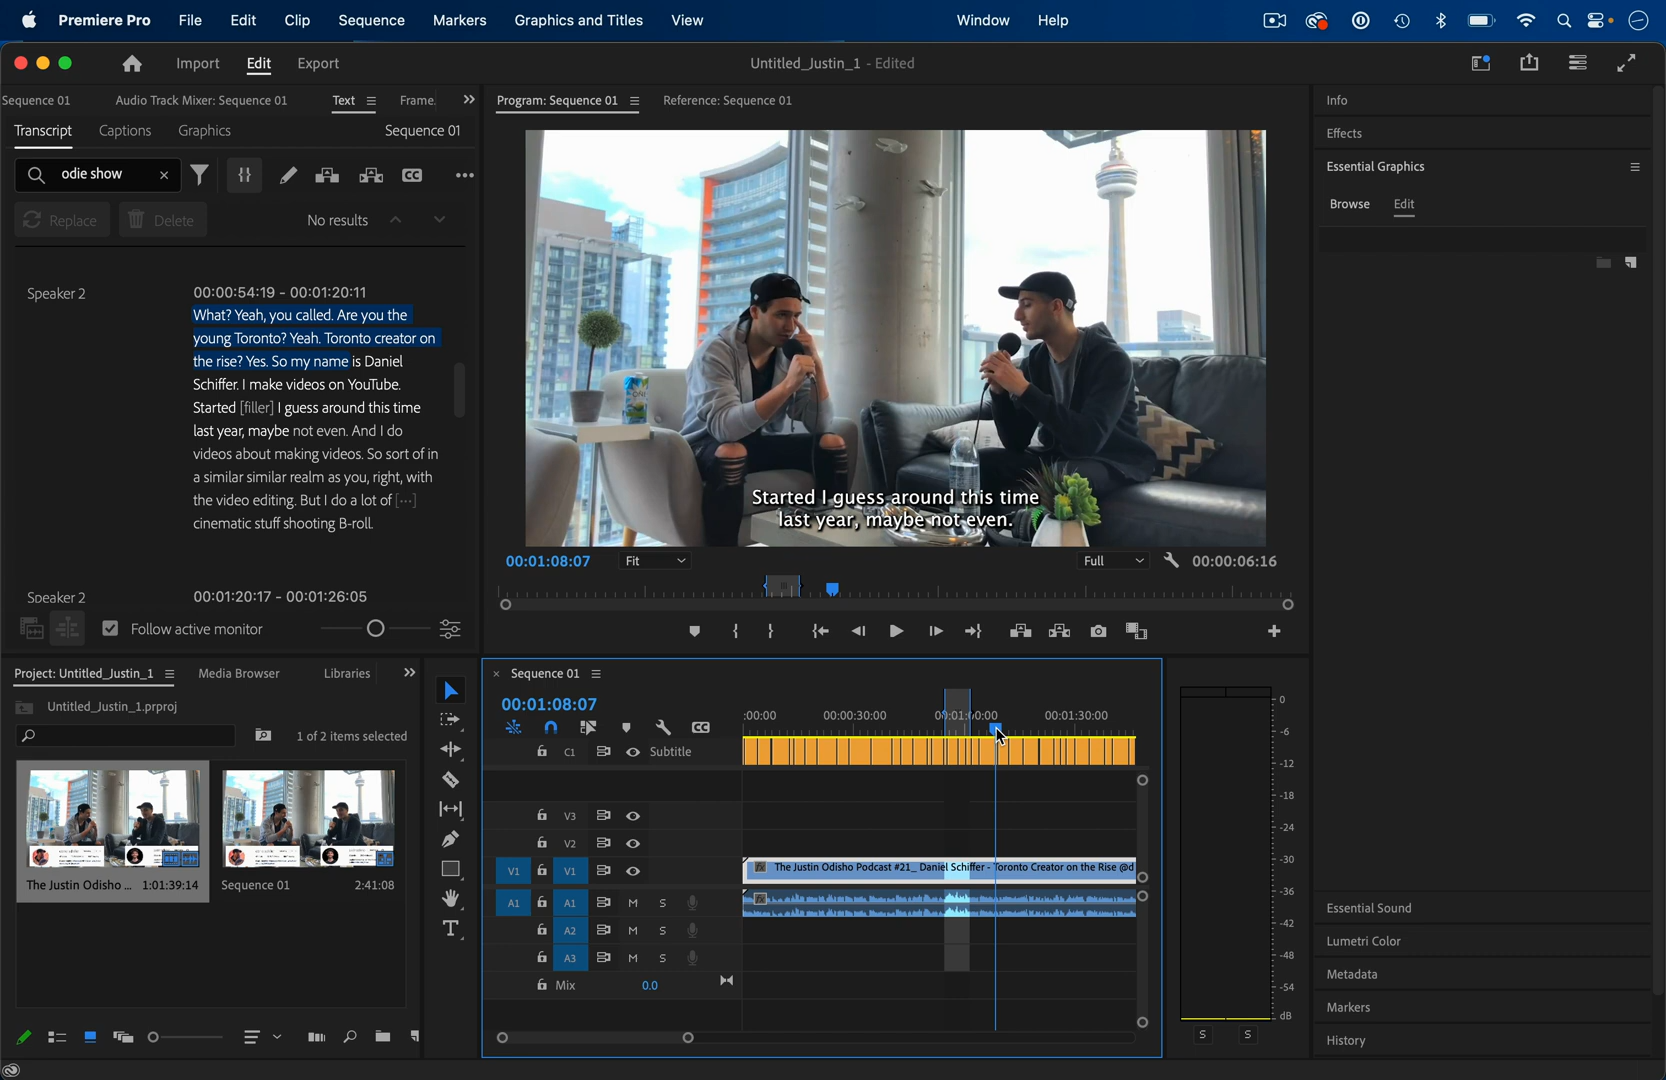 Premiere Pro File Edit Clip Sequence Markers Graphics and Titles View Window Help
Import Edit Export Untitled_Justin_1 - Edited
Sequence 01 Audio Track Mixer: Sequence 01 Text Frame. Program: Sequence 01 Reference: Sequence 01 Info
Transcript Captions Graphics Sequence 01
Effects
Essential Graphics
odie show
Replace Delete No results
Browse Edit
Speaker 2 00:00:54:19 - 00:01:20:11
What? Yeah, you called. Are you the
young Toronto? Yeah. Toronto creator on
the rise? Yes. So my name is Daniel
Schiffer. I make videos on YouTube.
Started [filler] I guess around this time
last year, maybe not even. And I do
videos about making videos. So sort of in
a similar similar realm as you, right, with
the video editing. But I do a lot of [...]
cinematic stuff shooting B-roll.
Started I guess around this time
last year, maybe not even.
00:01:08:07 Fit Full 00:00:06:16
Speaker 2 00:01:20:17 - 00:01:26:05
Follow active monitor
Project: Untitled_Justin_1 Media Browser Libraries
Untitled_Justin_1.prproj
1 of 2 items selected
The Justin Odisho ... 1:01:39:14 Sequence 01 2:41:08
Sequence 01
00:01:08:07
:00:00 00:00:30:00 00:01:00:00 00:01:30:00
C1 Subtitle
V3
V2
V1 V1 The Justin Odisho Podcast #21_ Daniel Schiffer - Toronto Creator on the Rise @d
A1 A1 M S
A2 M S
A3 M S
Mix 0.0
0
-6
-12
-18
-24
-30
-36
-42
-48
-54
dB
S S
Essential Sound
Lumetri Color
Metadata
Markers
History